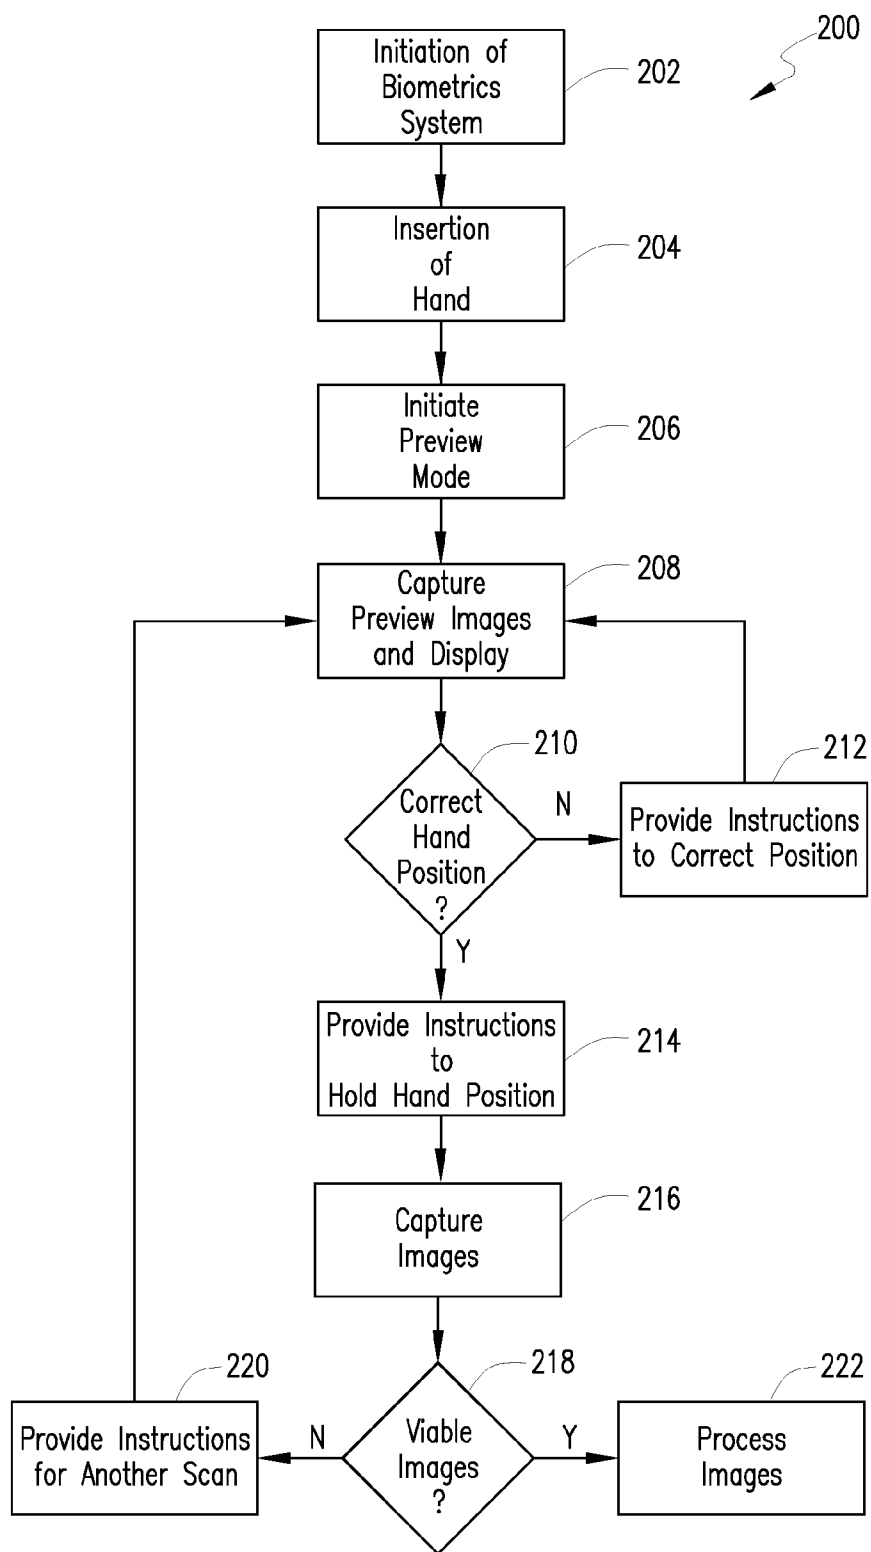 200
Initiation of
Biometrics
System
202
Insertion
of
Hand
204
Initiate
Preview
Mode
206
Capture
Preview Images
and Display
208
Correct
Hand
Position
?
210
N
Provide Instructions
to Correct Position
212
Y
Provide Instructions
to
Hold Hand Position
214
Capture
Images
216
Viable
Images
?
218
N
Provide Instructions
for Another Scan
220
Y
Process
Images
222